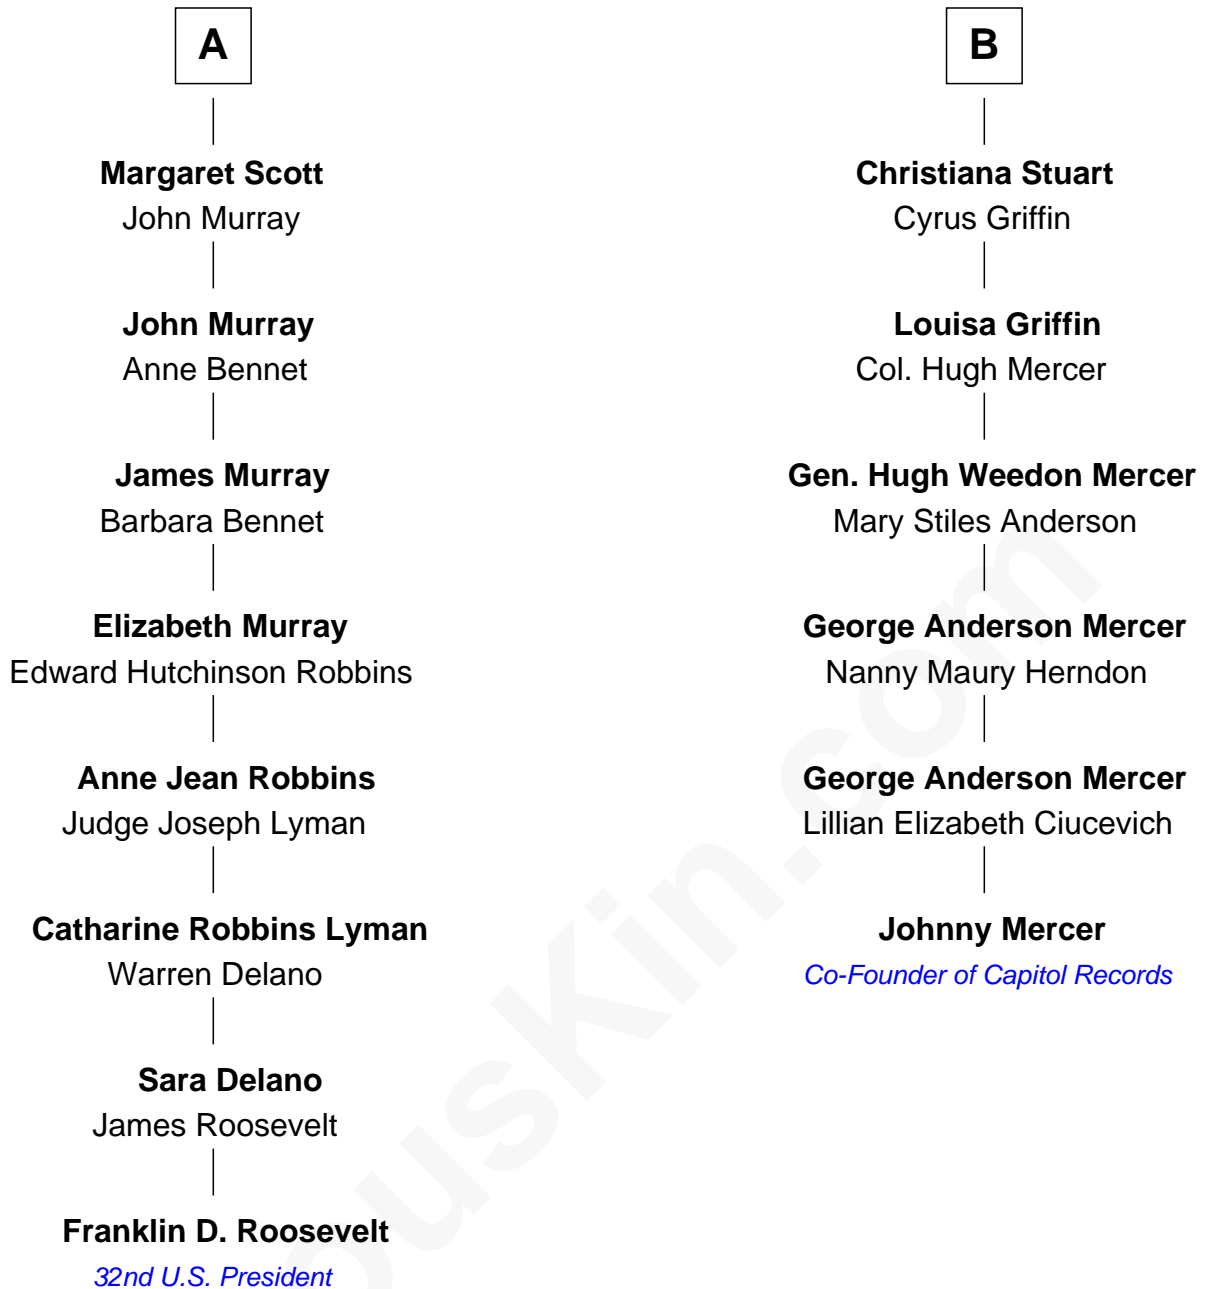 A
Margaret Scott
John Murray
John Murray
Anne Bennet
James Murray
Barbara Bennet
Elizabeth Murray
Edward Hutchinson Robbins
Anne Jean Robbins
Judge Joseph Lyman
Catharine Robbins Lyman
Warren Delano
Sara Delano
James Roosevelt
Franklin D. Roosevelt
32nd U.S. President
B
Christiana Stuart
Cyrus Griffin
Louisa Griffin
Col. Hugh Mercer
Gen. Hugh Weedon Mercer
Mary Stiles Anderson
George Anderson Mercer
Nanny Maury Herndon
George Anderson Mercer
Lillian Elizabeth Ciucevich
Johnny Mercer
Co-Founder of Capitol Records
ousKin.com